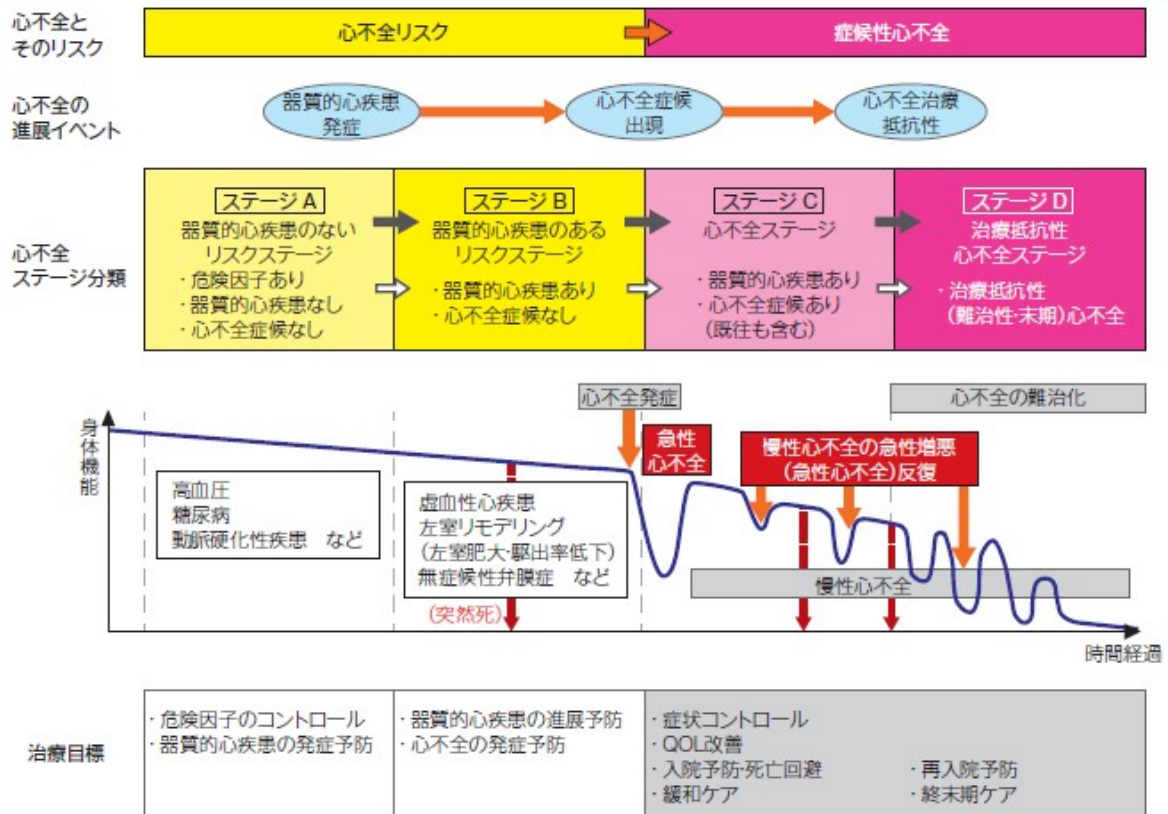 心不全と
そのリスク
心不全リスク
症候性心不全
心不全の
進展イベント
器質的心疾患
発症
心不全症候
出現
心不全治療
抵抗性
心不全
ステージ分類
ステージ A
器質的心疾患のない
リスクステージ
・危険因子あり
・器質的心疾患なし
・心不全症候なし
ステージ B
器質的心疾患のある
リスクステージ
・器質的心疾患あり
・心不全症候なし
ステージ C
心不全ステージ
・器質的心疾患あり
・心不全症候あり
(既往も含む)
ステージ D
治療抵抗性
心不全ステージ
・治療抵抗性
(難治性・末期)心不全
心不全発症
心不全の難治化
身体機能
急性
心不全
慢性心不全の急性増悪
(急性心不全)反復
高血圧
糖尿病
動脈硬化性疾患 など
虚血性心疾患
左室リモデリング
(左室肥大・駆出率低下)
無症候性弁膜症 など
慢性心不全
(突然死)
時間経過
治療目標
・危険因子のコントロール
・器質的心疾患の発症予防
・器質的心疾患の進展予防
・心不全の発症予防
・症状コントロール
・QOL改善
・入院予防・死亡回避
・緩和ケア
・再入院予防
・終末期ケア